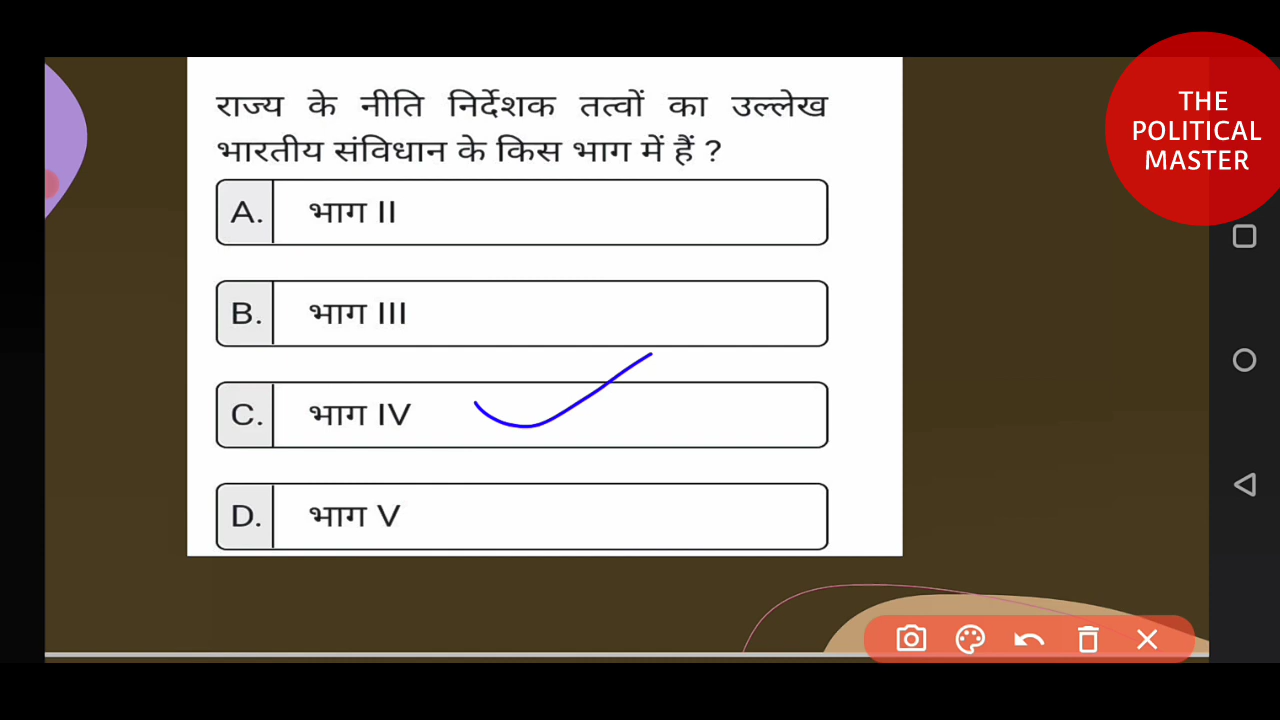 THE
POLITICAL
MASTER
राज्य के नीति निर्देशक तत्वों का उल्लेख
भारतीय संविधान के किस भाग में हैं ?
A. भाग II
B. भाग III
C. भाग IV
D. भाग V